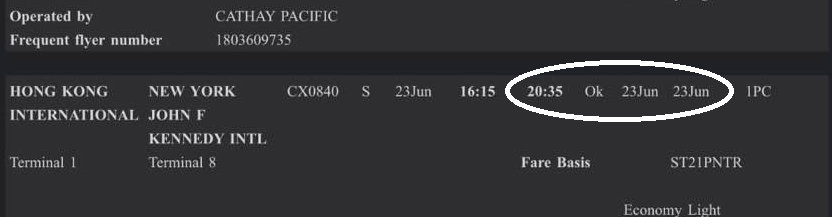 Operated by CATHAY PACIFIC
Frequent flyer number 1803609735
HONG KONG NEW YORK CX0840 S 23Jun 16:15 20:35 Ok 23Jun 23Jun 1PC
INTERNATIONAL JOHN F
KENNEDY INTL
Terminal 1 Terminal 8 Fare Basis ST21PNTR
Economy Light